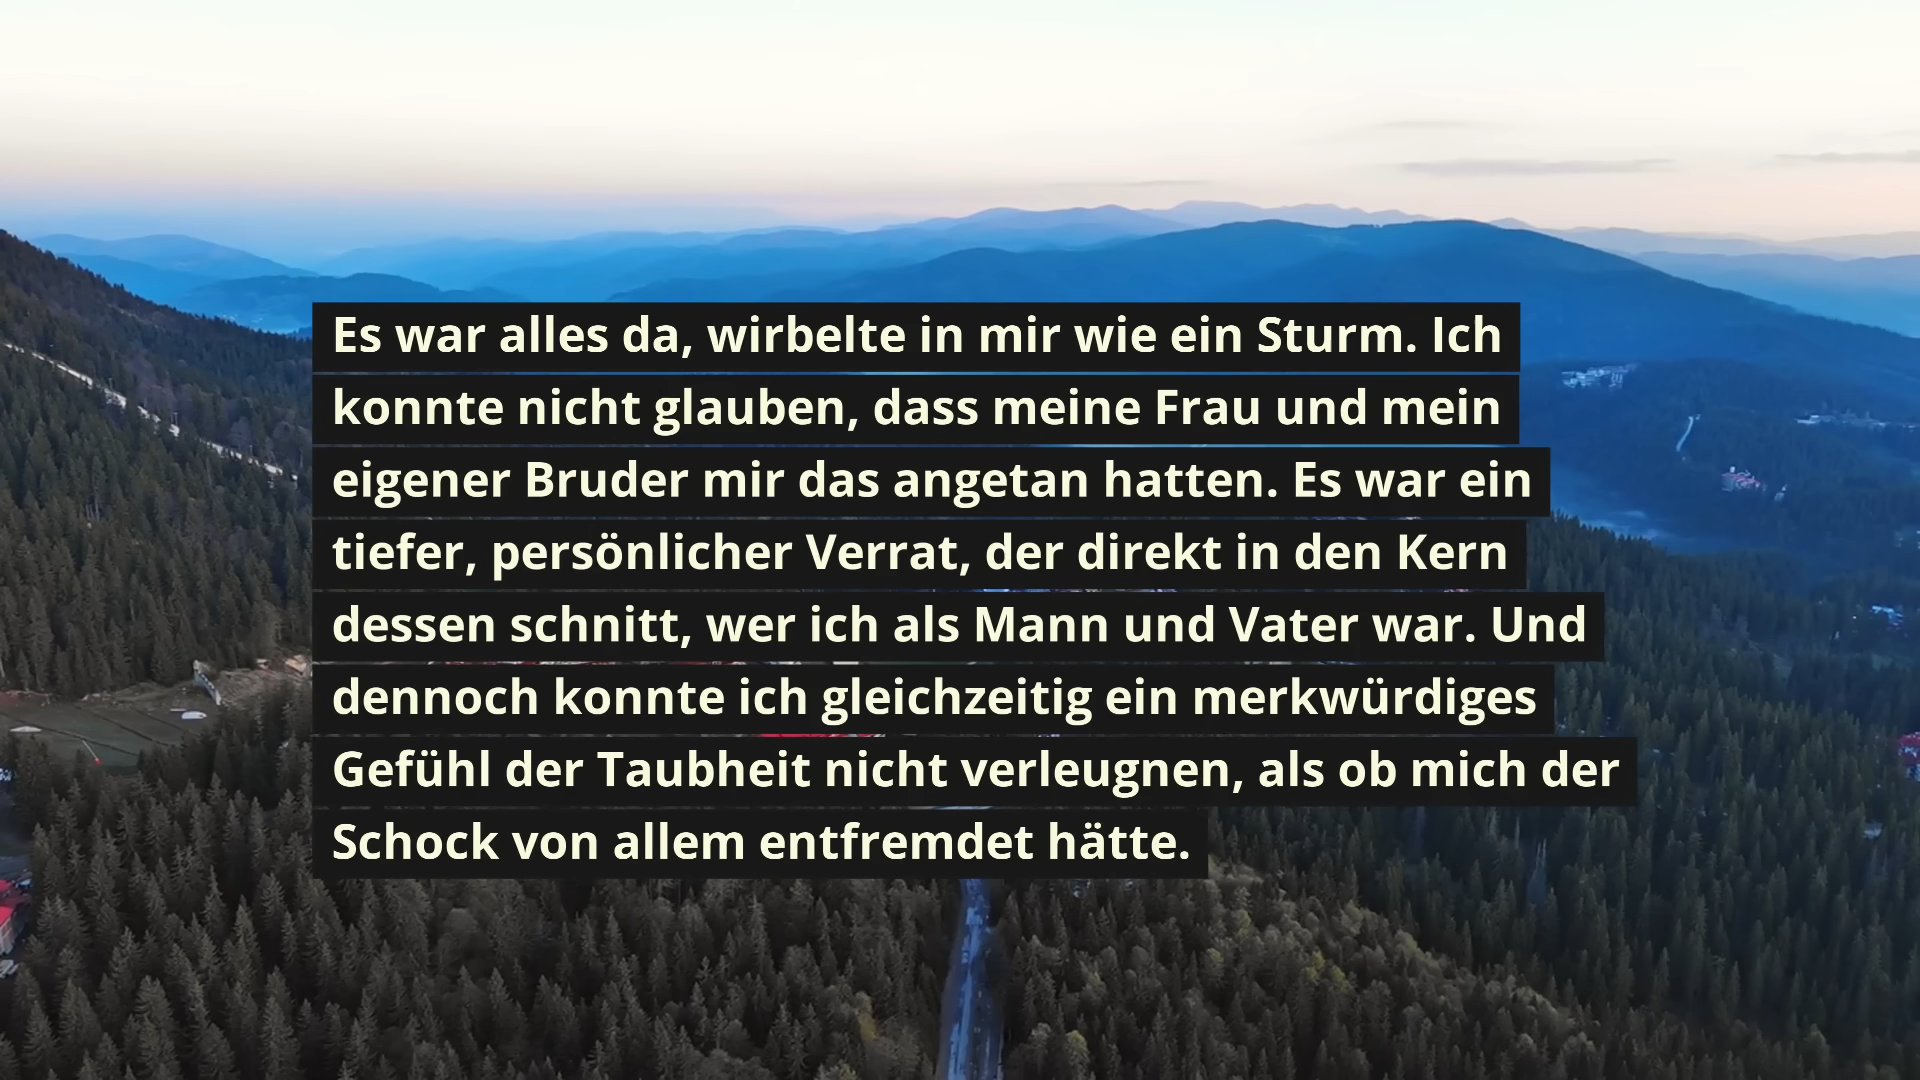 Es war alles da, wirbelte in mir wie ein Sturm. Ich
konnte nicht glauben, dass meine Frau und mein
eigener Bruder mir das angetan hatten. Es war ein
tiefer, persönlicher Verrat, der direkt in den Kern
dessen schnitt, wer ich als Mann und Vater war. Und
dennoch konnte ich gleichzeitig ein merkwürdiges
Gefühl der Taubheit nicht verleugnen, als ob mich der
Schock von allem entfremdet hätte.